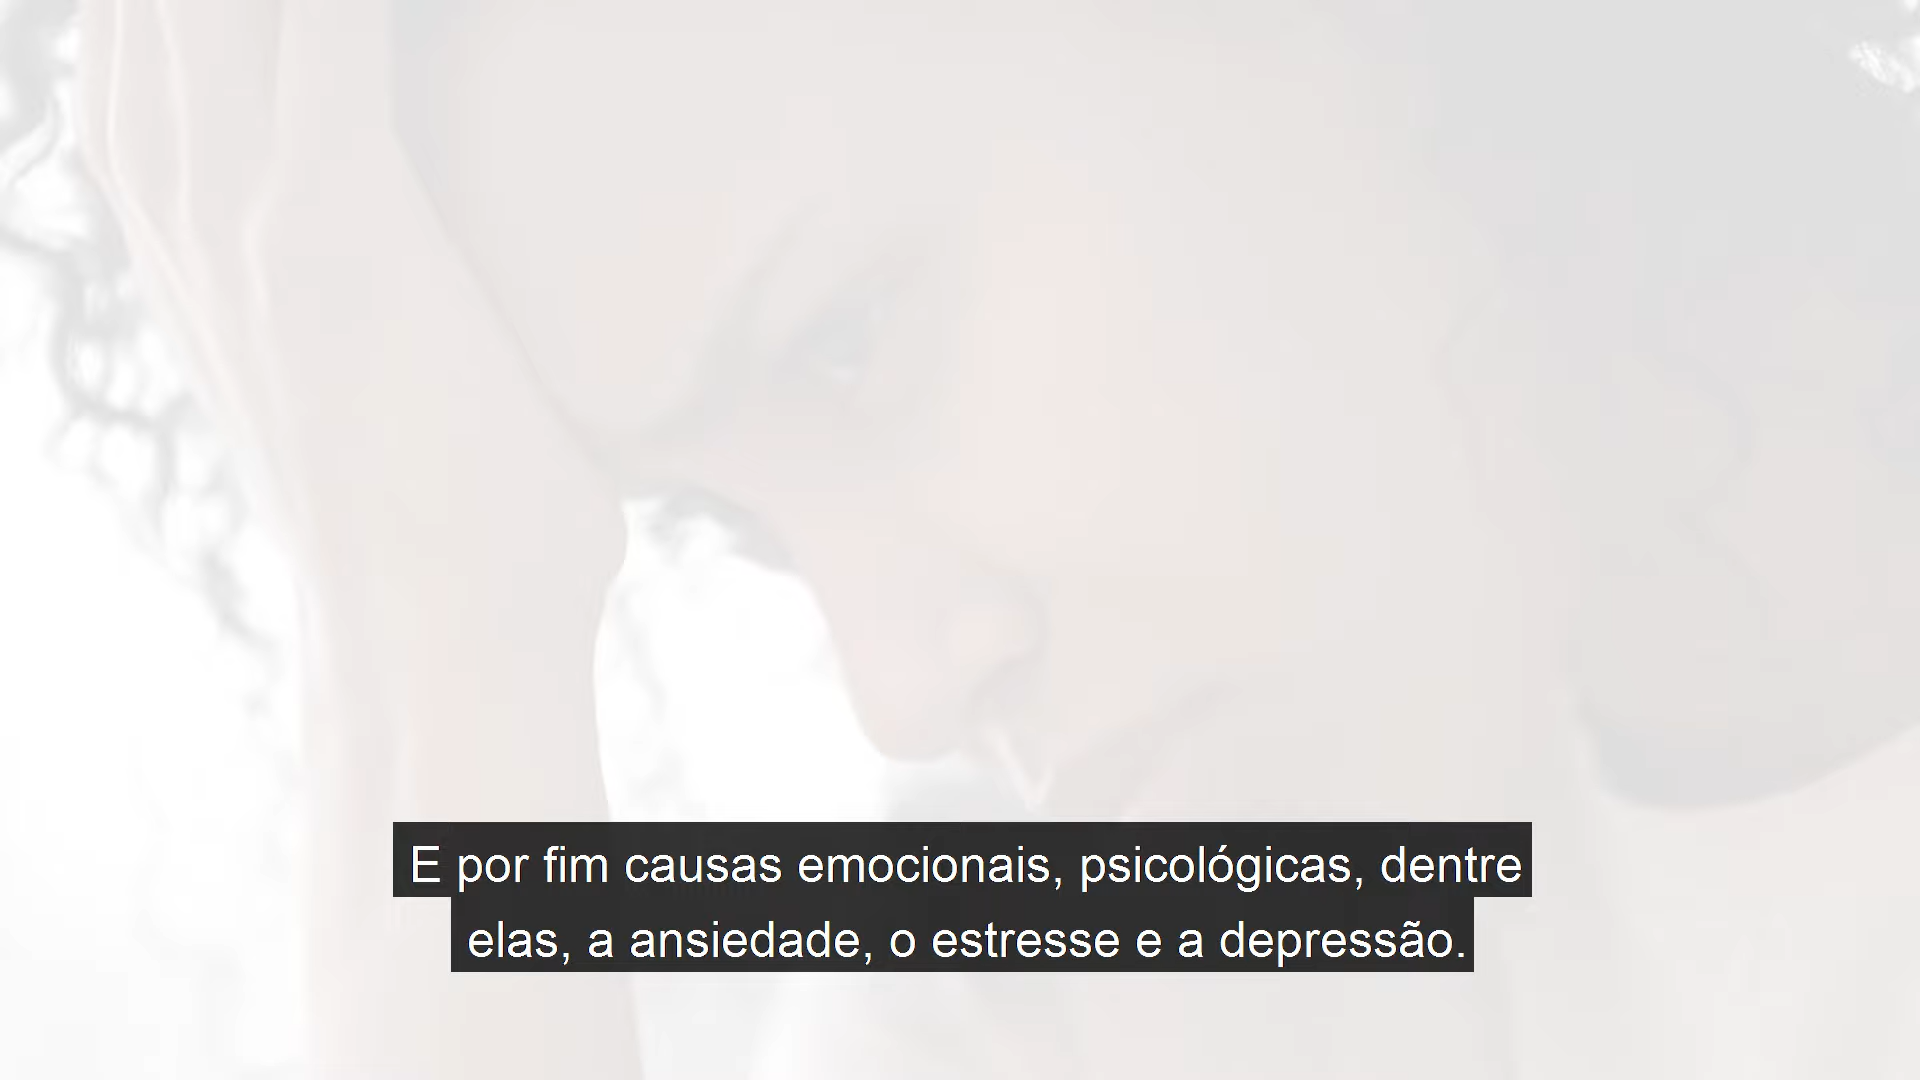 E por fim causas emocionais, psicológicas, dentre
elas, a ansiedade, o estresse e a depressão.